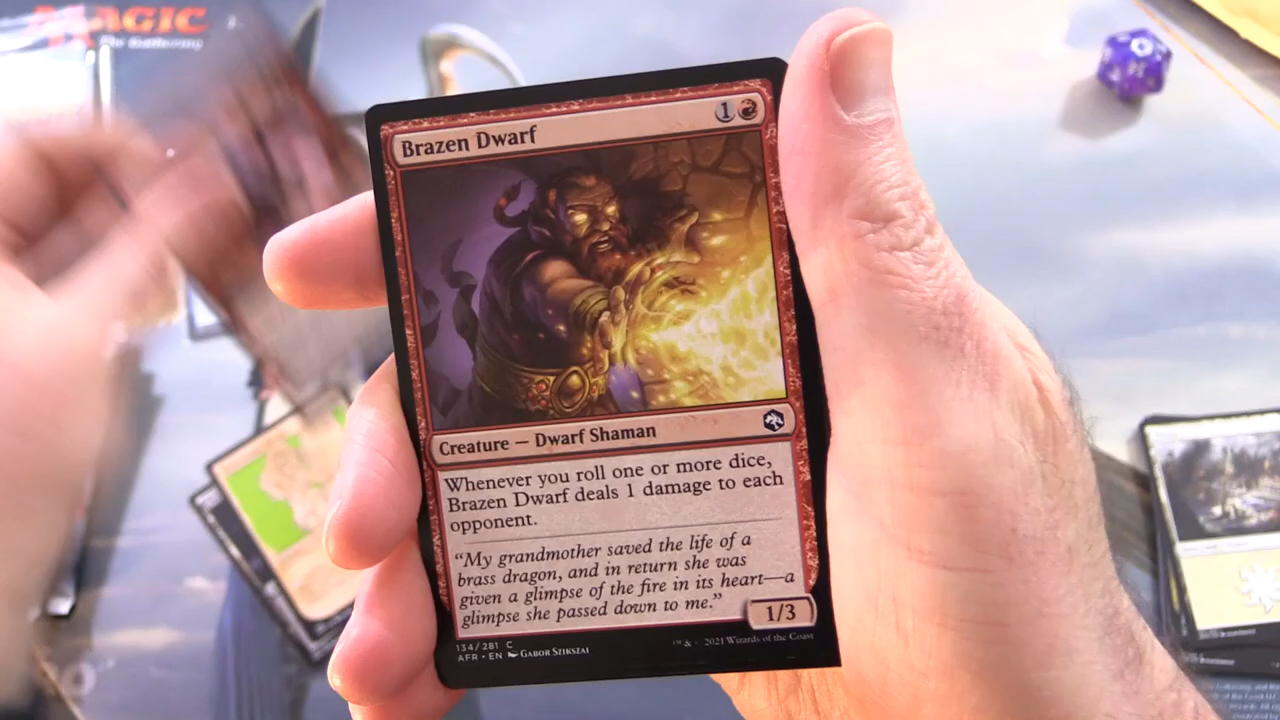 MAGIC
The Gathering
Brazen Dwarf
1
Creature — Dwarf Shaman
Whenever you roll one or more dice,
Brazen Dwarf deals 1 damage to each
opponent.
“My grandmother saved the life of a
brass dragon, and in return she was
given a glimpse of the fire in its heart—a
glimpse she passed down to me.”
1/3
134/281 C
AFR • EN GABOR SZIKSZAI
™ & 2021 Wizards of the Coast